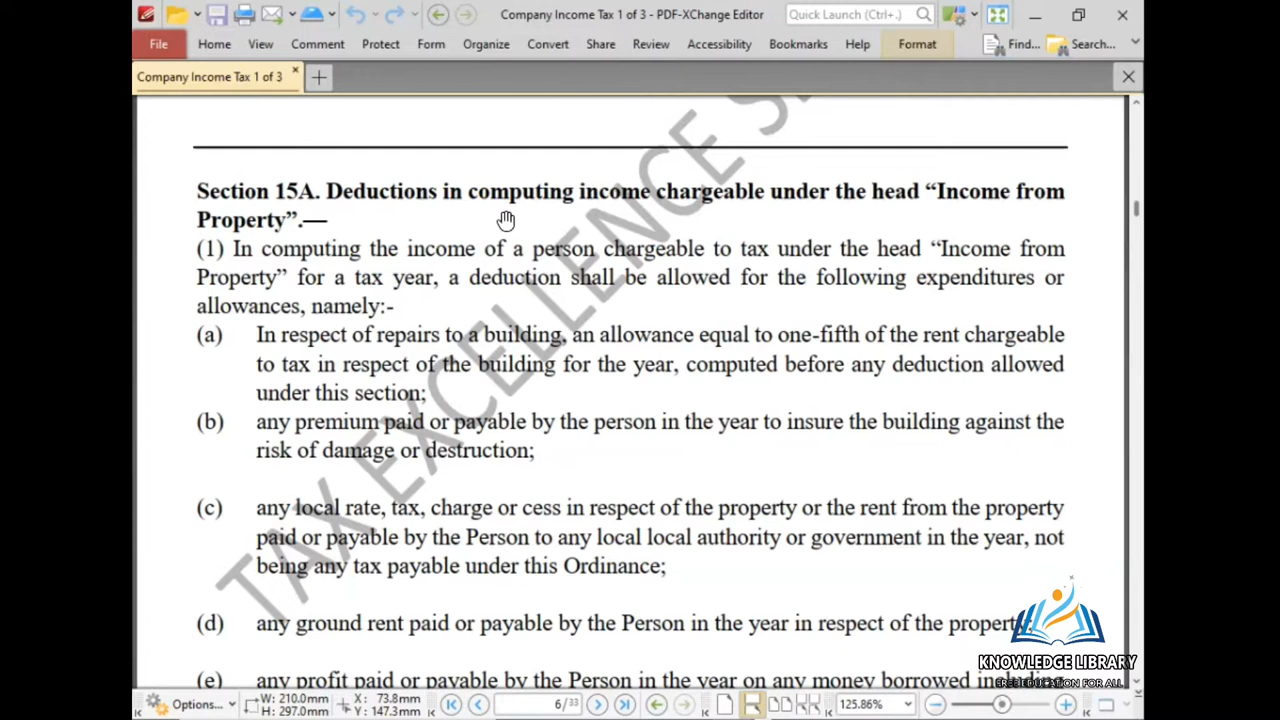 Company Income Tax 1 of 3 - PDF-XChange Editor
Quick Launch (Ctrl+.)
File Home View Comment Protect Form Organize Convert Share Review Accessibility Bookmarks Help Format Find... Search...
Company Income Tax 1 of 3
Section 15A. Deductions in computing income chargeable under the head “Income from
Property”.—
(1) In computing the income of a person chargeable to tax under the head “Income from
Property” for a tax year, a deduction shall be allowed for the following expenditures or
allowances, namely:-
(a) In respect of repairs to a building, an allowance equal to one-fifth of the rent chargeable
to tax in respect of the building for the year, computed before any deduction allowed
under this section;
(b) any premium paid or payable by the person in the year to insure the building against the
risk of damage or destruction;
(c) any local rate, tax, charge or cess in respect of the property or the rent from the property
paid or payable by the Person to any local local authority or government in the year, not
being any tax payable under this Ordinance;
(d) any ground rent paid or payable by the Person in the year in respect of the property;
(e) any profit paid or payable by the Person in the year on any money borrowed
TAX EXCELLENCE
KNOWLEDGE LIBRARY
EDUCATION FOR ALL
Options...
W: 210.0mm
H: 297.0mm
X: 73.8mm
Y: 147.3mm
6 /33
125.86%